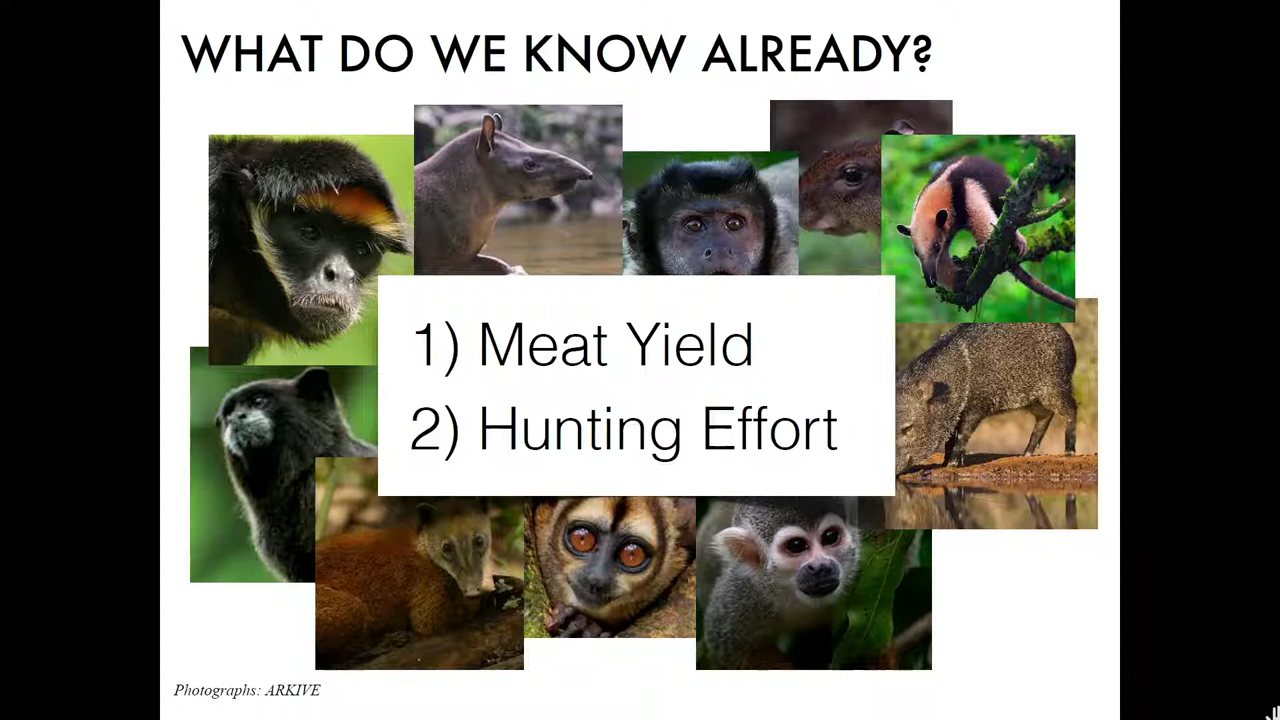 WHAT DO WE KNOW ALREADY?
1) Meat Yield
2) Hunting Effort
Photographs: ARKIVE